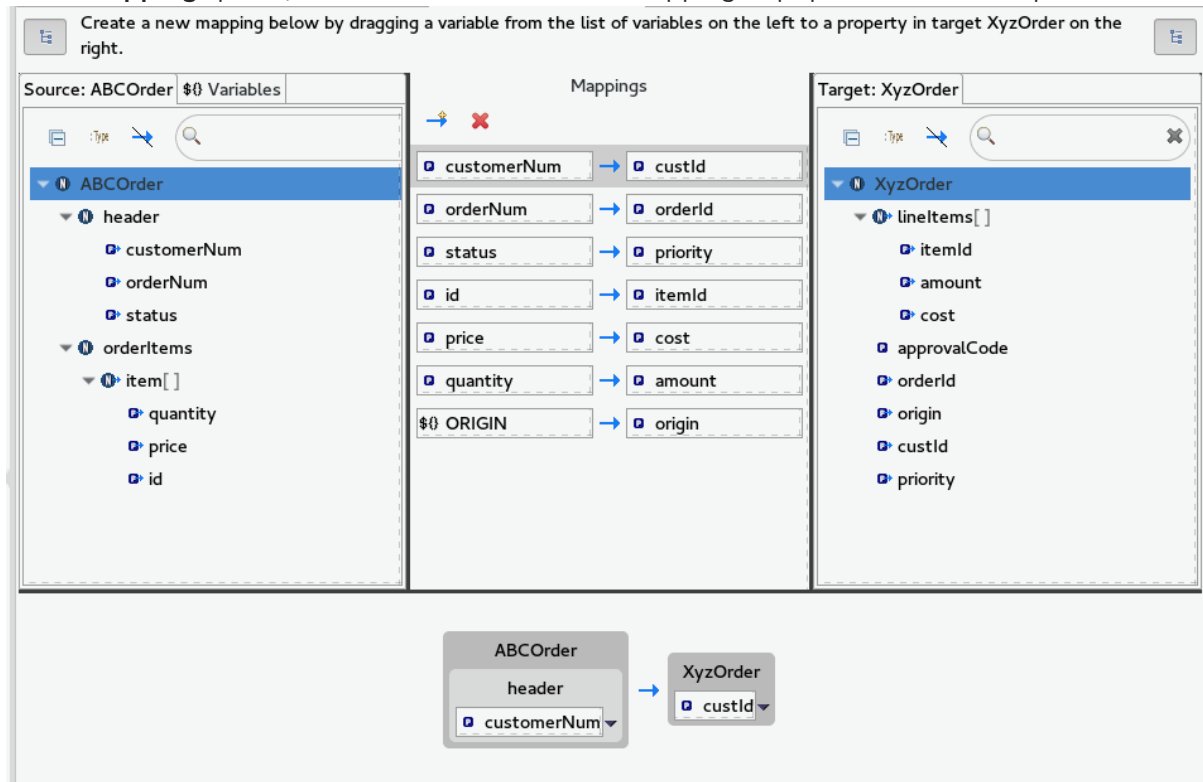 Create a new mapping below by dragging a variable from the list of variables on the left to a property in target XyzOrder on the
right.
Source: ABCOrder
${} Variables
:Type
ABCOrder
header
customerNum
orderNum
status
orderItems
item[ ]
quantity
price
id
Mappings
customerNum → custId
orderNum → orderId
status → priority
id → itemId
price → cost
quantity → amount
${} ORIGIN → origin
Target: XyzOrder
:Type
XyzOrder
lineItems[ ]
itemId
amount
cost
approvalCode
orderId
origin
custId
priority
ABCOrder
header
customerNum
XyzOrder
custId